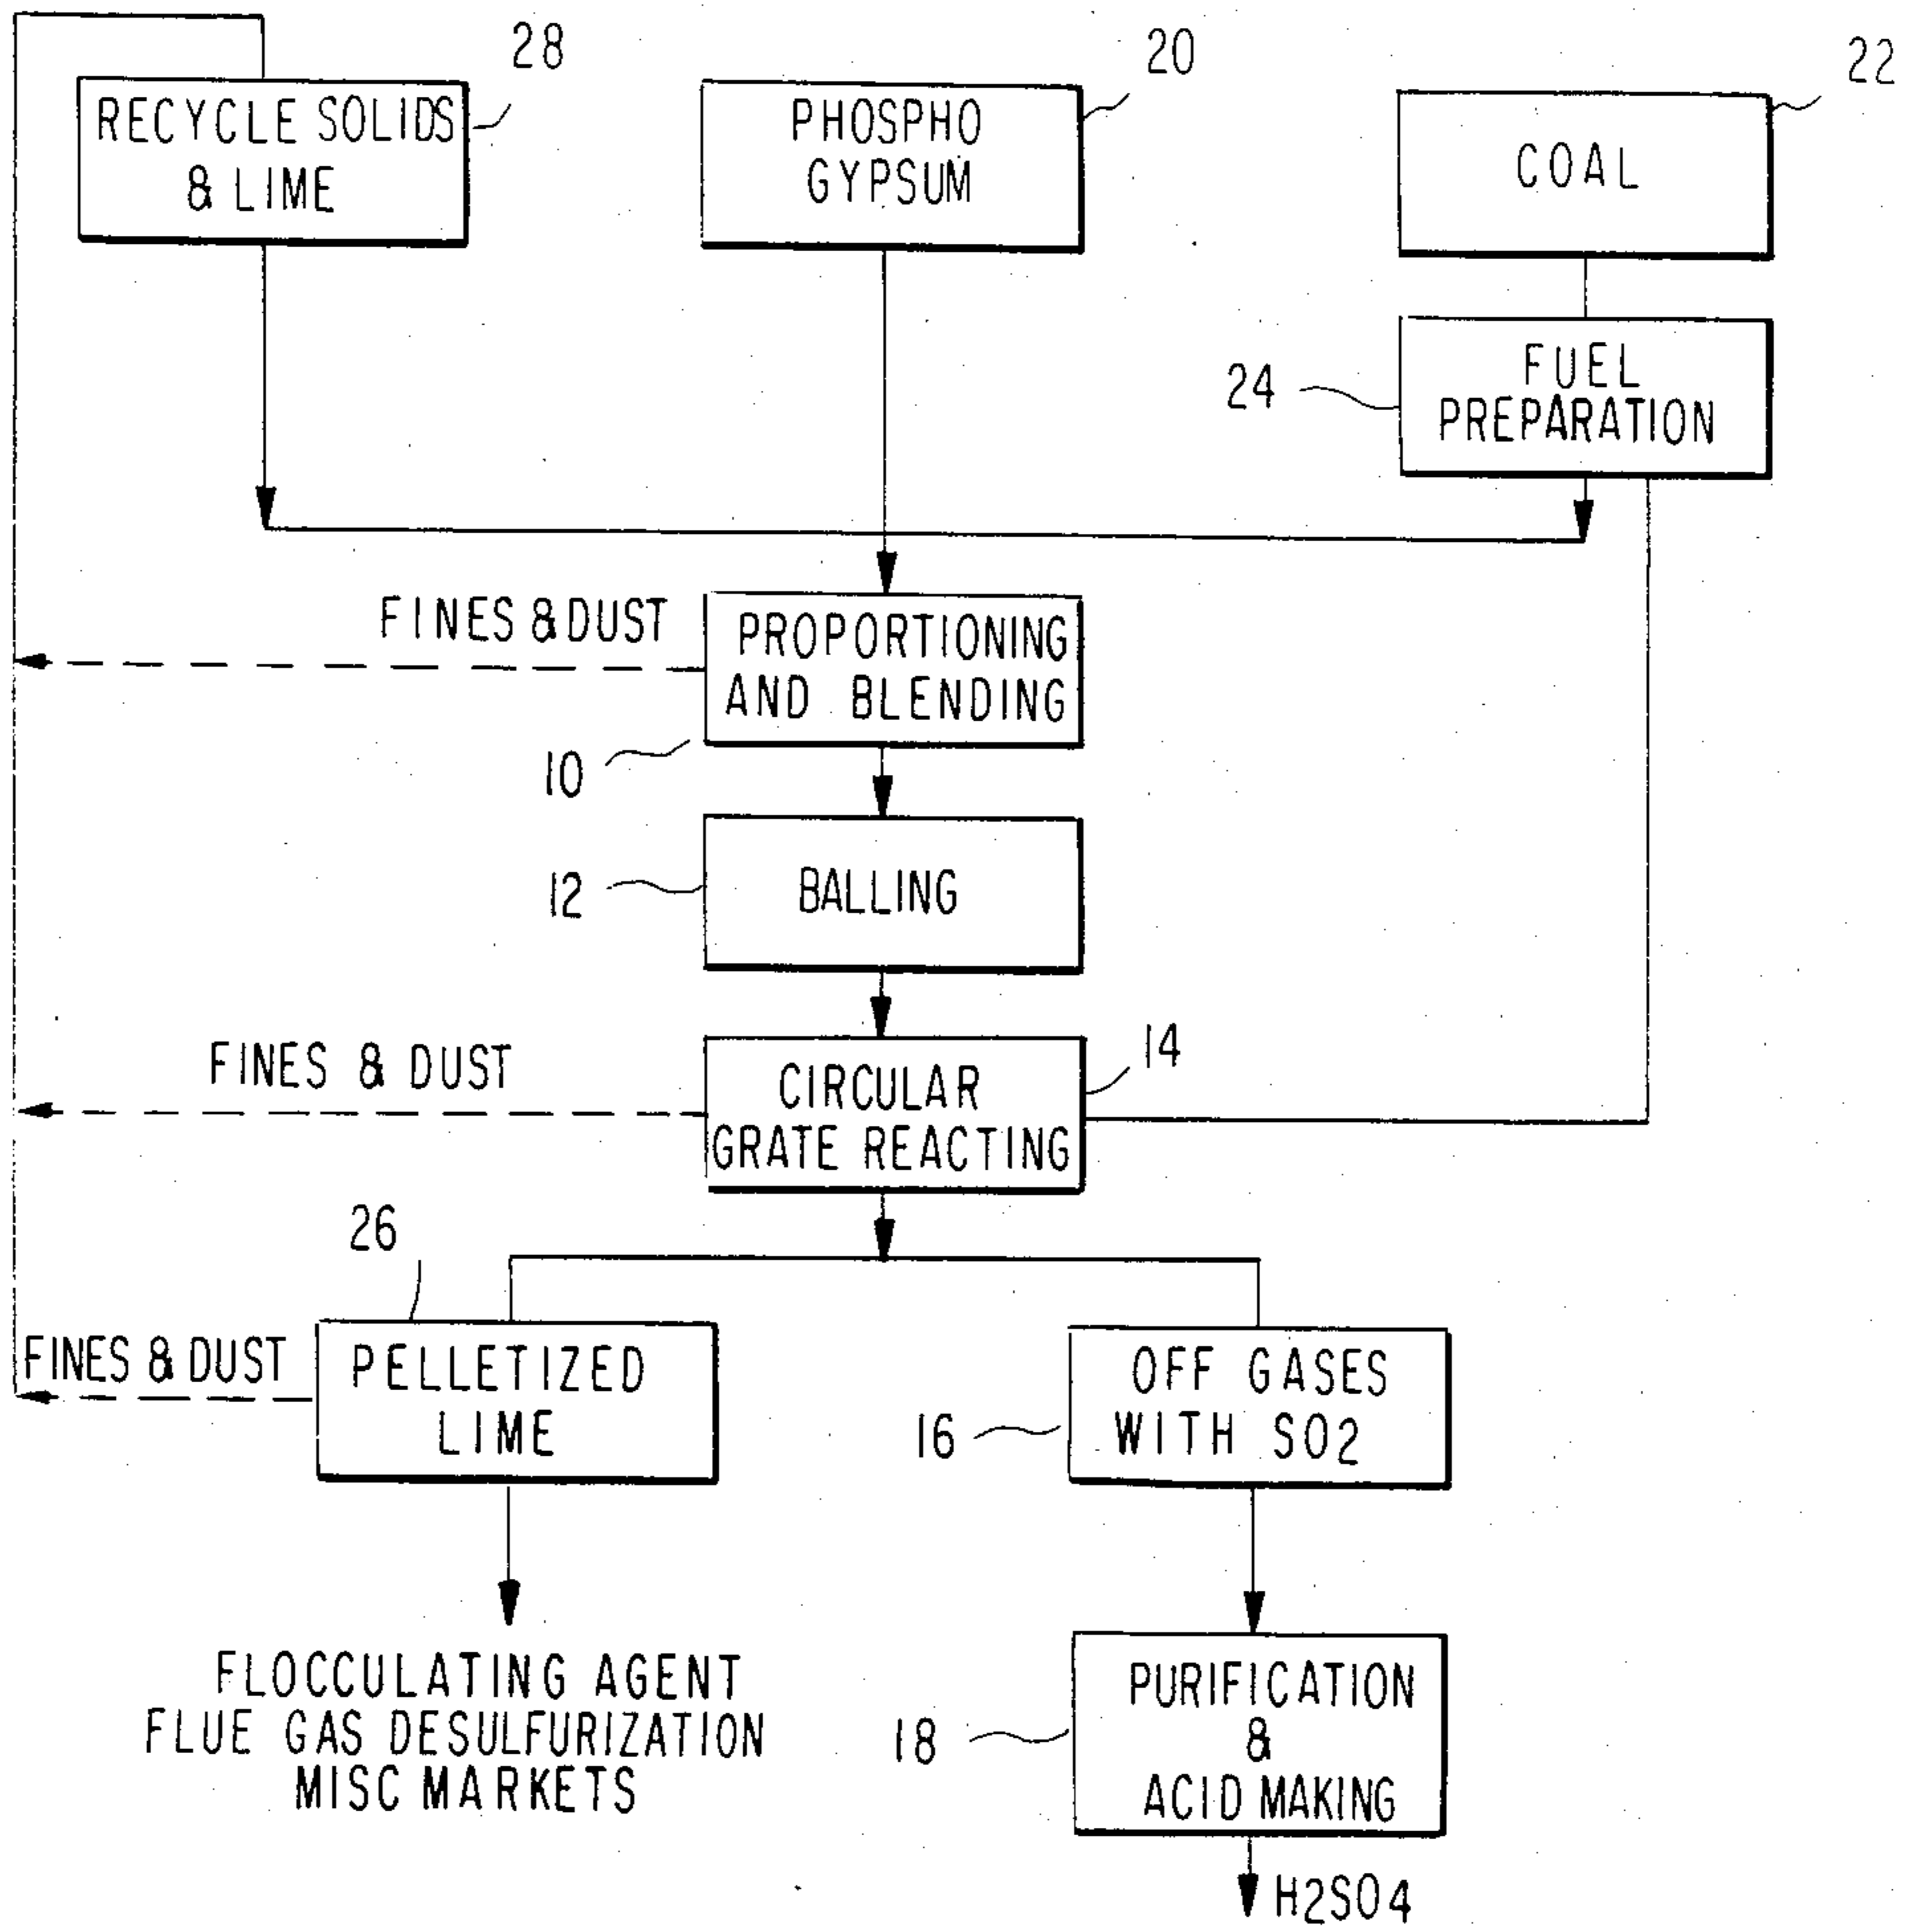 28
20
22
RECYCLE SOLIDS
& LIME
PHOSPHO
GYPSUM
COAL
24
FUEL
PREPARATION
FINES & DUST
PROPORTIONING
AND BLENDING
10
12
BALLING
FINES & DUST
14
CIRCULAR
GRATE REACTING
26
FINES & DUST
PELLETIZED
LIME
16
OFF GASES
WITH SO2
FLOCCULATING AGENT
FLUE GAS DESULFURIZATION
MISC MARKETS
18
PURIFICATION
&
ACID MAKING
H2SO4